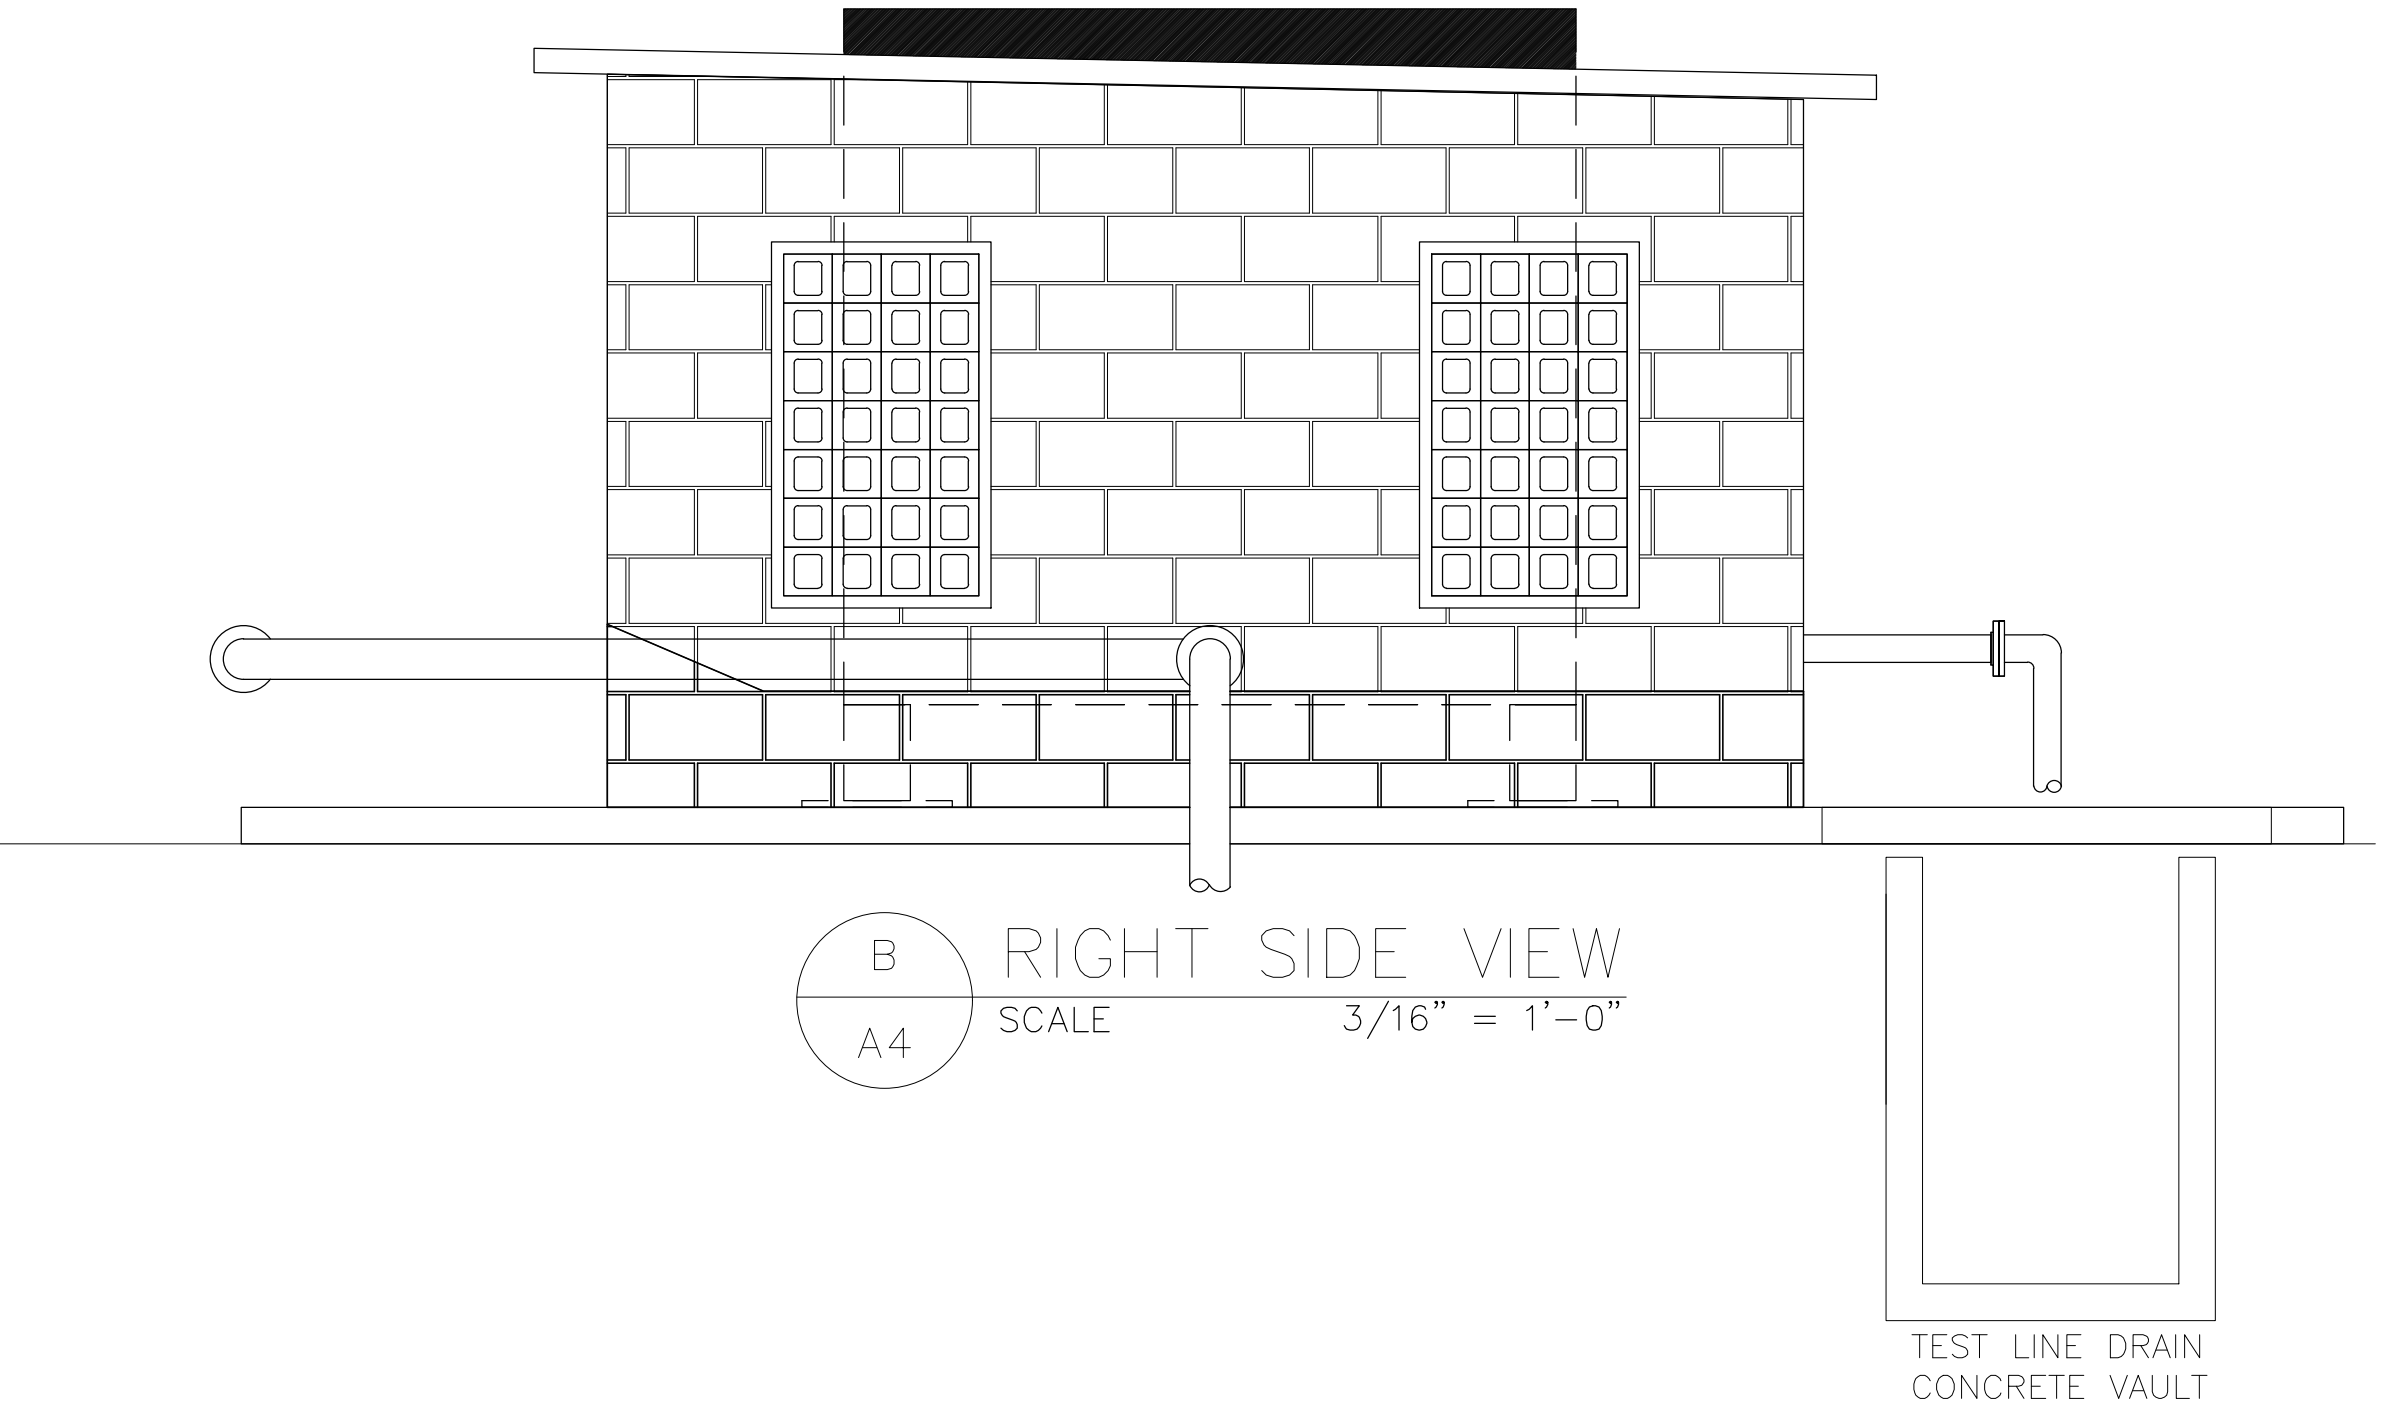 B
RIGHT SIDE VIEW
A4
SCALE 3/16" = 1'-0"
TEST LINE DRAIN
CONCRETE VAULT